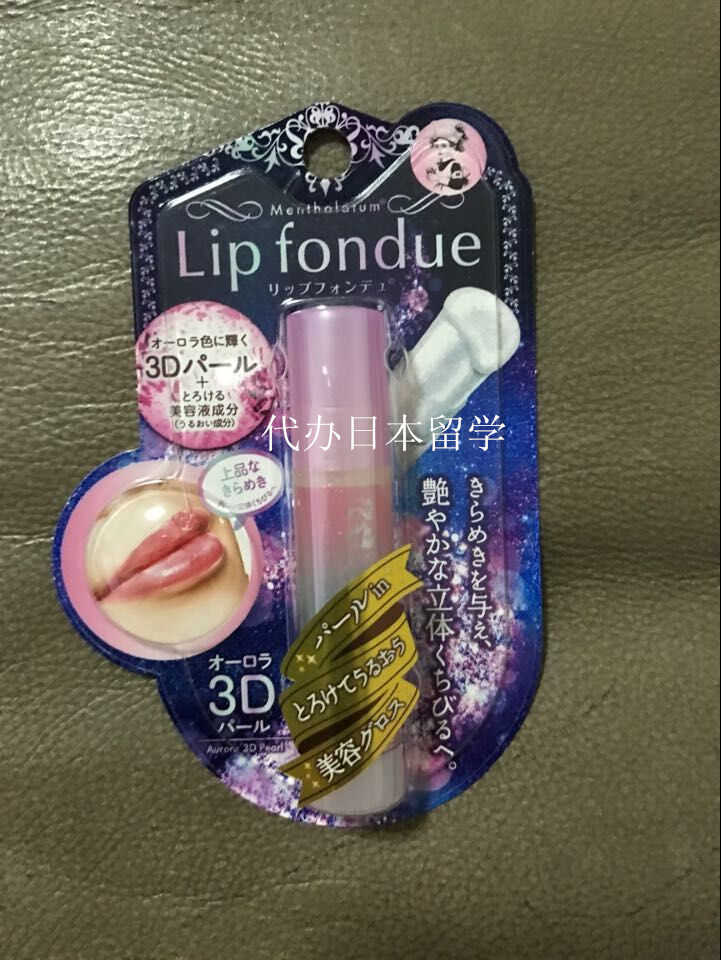 Mentholatum®
Lip fondue
リップフォンデュ®
オーロラ色に輝く
3Dパール
+
とろける
美容液成分
(うるおい成分)
代办日本留学
上品な
きらめき
きらめきを与え、
艶やかな立体くちびるへ。
パールin
とろけてうるおう
美容グロス
オーロラ
3D
パール
Aurora 3D Pearl